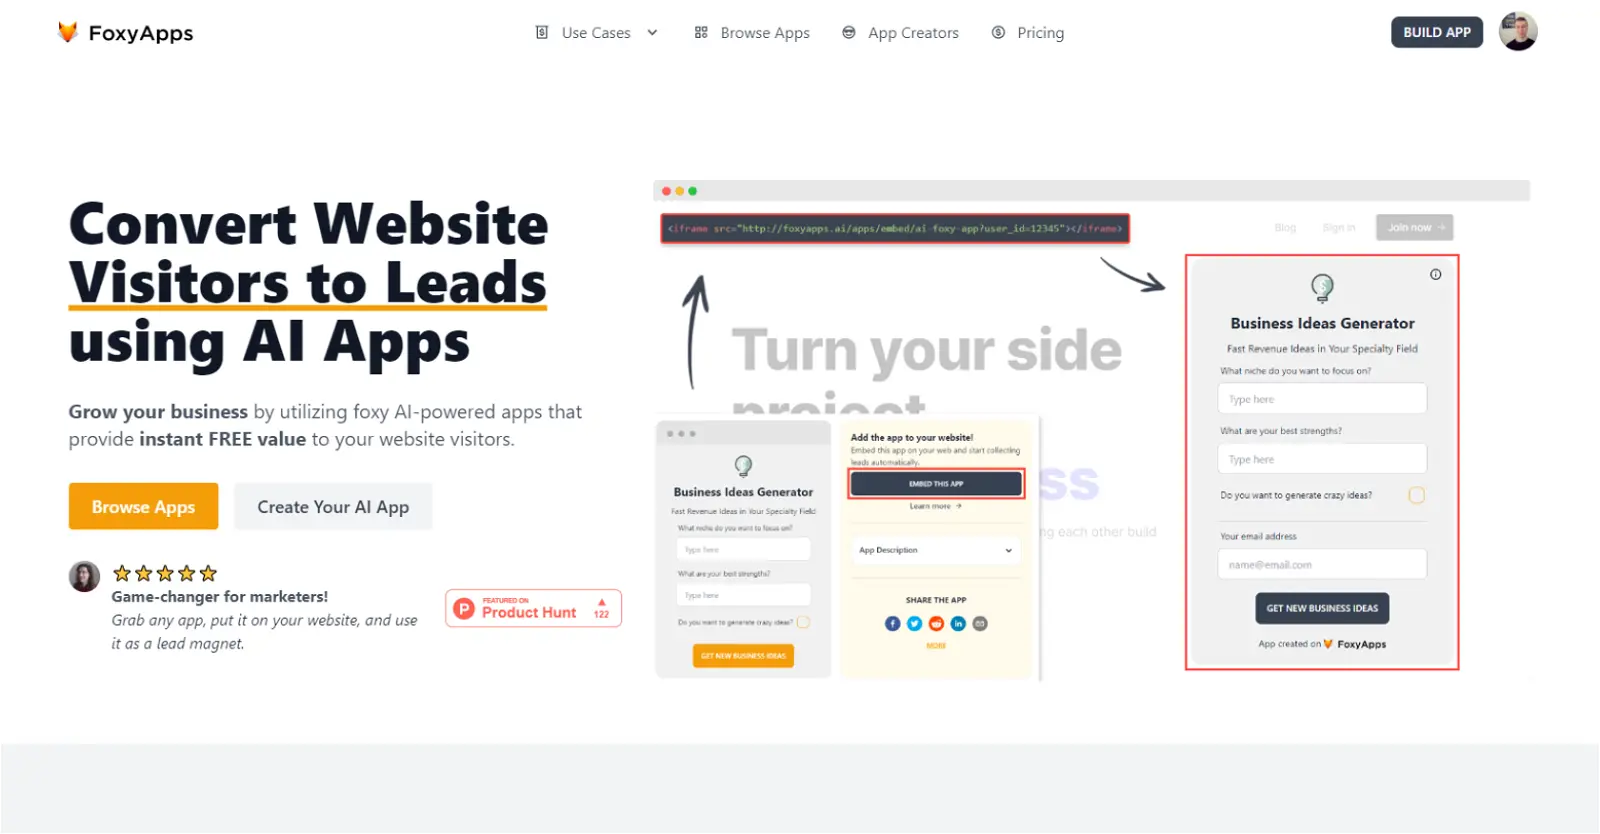 FoxyApps
Use Cases
Browse Apps
App Creators
Pricing
BUILD APP
Convert Website
Visitors to Leads
using AI Apps
Grow your business by utilizing foxy AI-powered apps that
provide instant FREE value to your website visitors.
Browse Apps
Create Your AI App
Game-changer for marketers!
Grab any app, put it on your website, and use
it as a lead magnet.
FEATURED ON
Product Hunt
122
<iframe src="http://foxyapps.ai/apps/embed/ai-foxy-app?user_id=12345"></iframe>
Blog
Sign in
Join now →
Turn your side
project
ss
ng each other build
Business Ideas Generator
Fast Revenue Ideas in Your Specialty Field
What niche do you want to focus on?
Type here
What are your best strengths?
Type here
Do you want to generate crazy ideas?
GET NEW BUSINESS IDEAS
Add the app to your website!
Embed this app on your web and start collecting
leads automatically.
EMBED THIS APP
Learn more →
App Description
SHARE THE APP
MORE
Business Ideas Generator
Fast Revenue Ideas in Your Specialty Field
What niche do you want to focus on?
Type here
What are your best strengths?
Type here
Do you want to generate crazy ideas?
Your email address
name@email.com
GET NEW BUSINESS IDEAS
App created on FoxyApps